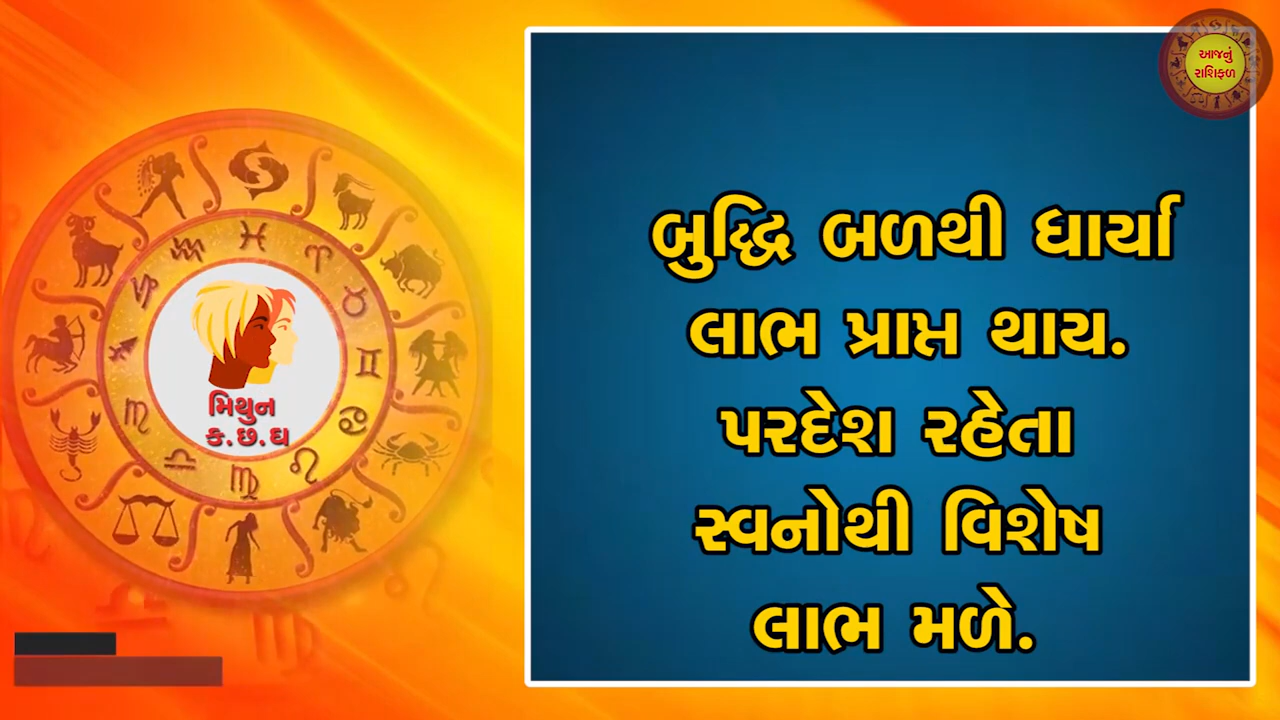 આજનું
રાશિફળ
બુદ્ધિ બળથી ધાર્યા
લાભ પ્રાપ્ત થાય.
પરદેશ રહેતા
સ્વનોથી વિશેષ
લાભ મળે.
મિથુન
ક.છ.ઘ